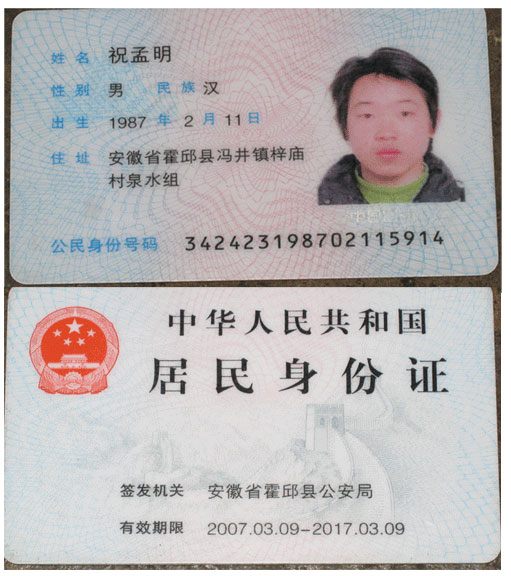 姓名 祝孟明
性别 男 民族 汉
出生 1987 年 2 月 11 日
住址 安徽省霍邱县冯井镇梓庙
村泉水组
公民身份号码 342423198702115914
中华人民共和国
居民身份证
签发机关 安徽省霍邱县公安局
有效期限 2007.03.09-2017.03.09